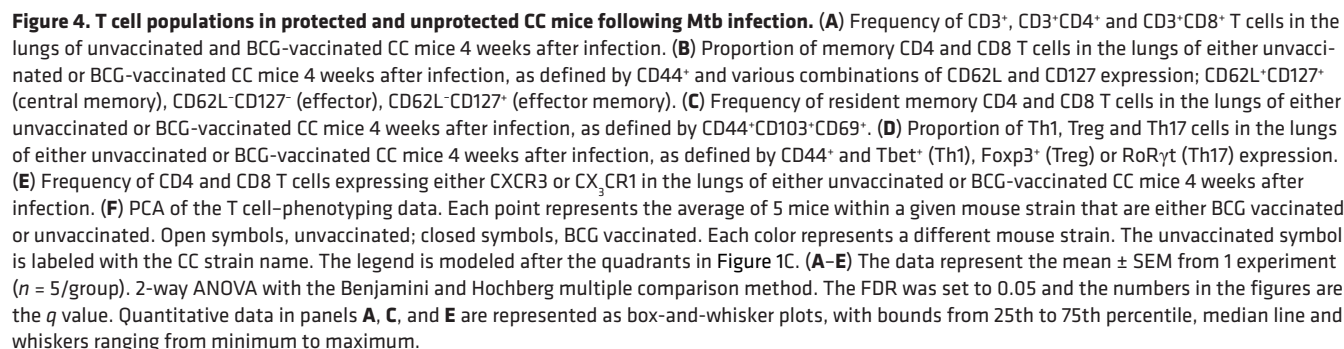 Figure 4. T cell populations in protected and unprotected CC mice following Mtb infection. (A) Frequency of CD3⁺, CD3⁺CD4⁺ and CD3⁺CD8⁺ T cells in the
lungs of unvaccinated and BCG-vaccinated CC mice 4 weeks after infection. (B) Proportion of memory CD4 and CD8 T cells in the lungs of either unvacci-
nated or BCG-vaccinated CC mice 4 weeks after infection, as defined by CD44⁺ and various combinations of CD62L and CD127 expression; CD62L⁺CD127⁺
(central memory), CD62L⁻CD127⁻ (effector), CD62L⁻CD127⁺ (effector memory). (C) Frequency of resident memory CD4 and CD8 T cells in the lungs of either
unvaccinated or BCG-vaccinated CC mice 4 weeks after infection, as defined by CD44⁺CD103⁺CD69⁺. (D) Proportion of Th1, Treg and Th17 cells in the lungs
of either unvaccinated or BCG-vaccinated CC mice 4 weeks after infection, as defined by CD44⁺ and Tbet⁺ (Th1), Foxp3⁺ (Treg) or RoRγt (Th17) expression.
(E) Frequency of CD4 and CD8 T cells expressing either CXCR3 or CX₃CR1 in the lungs of either unvaccinated or BCG-vaccinated CC mice 4 weeks after
infection. (F) PCA of the T cell–phenotyping data. Each point represents the average of 5 mice within a given mouse strain that are either BCG vaccinated
or unvaccinated. Open symbols, unvaccinated; closed symbols, BCG vaccinated. Each color represents a different mouse strain. The unvaccinated symbol
is labeled with the CC strain name. The legend is modeled after the quadrants in Figure 1C. (A–E) The data represent the mean ± SEM from 1 experiment
(n = 5/group). 2-way ANOVA with the Benjamini and Hochberg multiple comparison method. The FDR was set to 0.05 and the numbers in the figures are
the q value. Quantitative data in panels A, C, and E are represented as box-and-whisker plots, with bounds from 25th to 75th percentile, median line and
whiskers ranging from minimum to maximum.